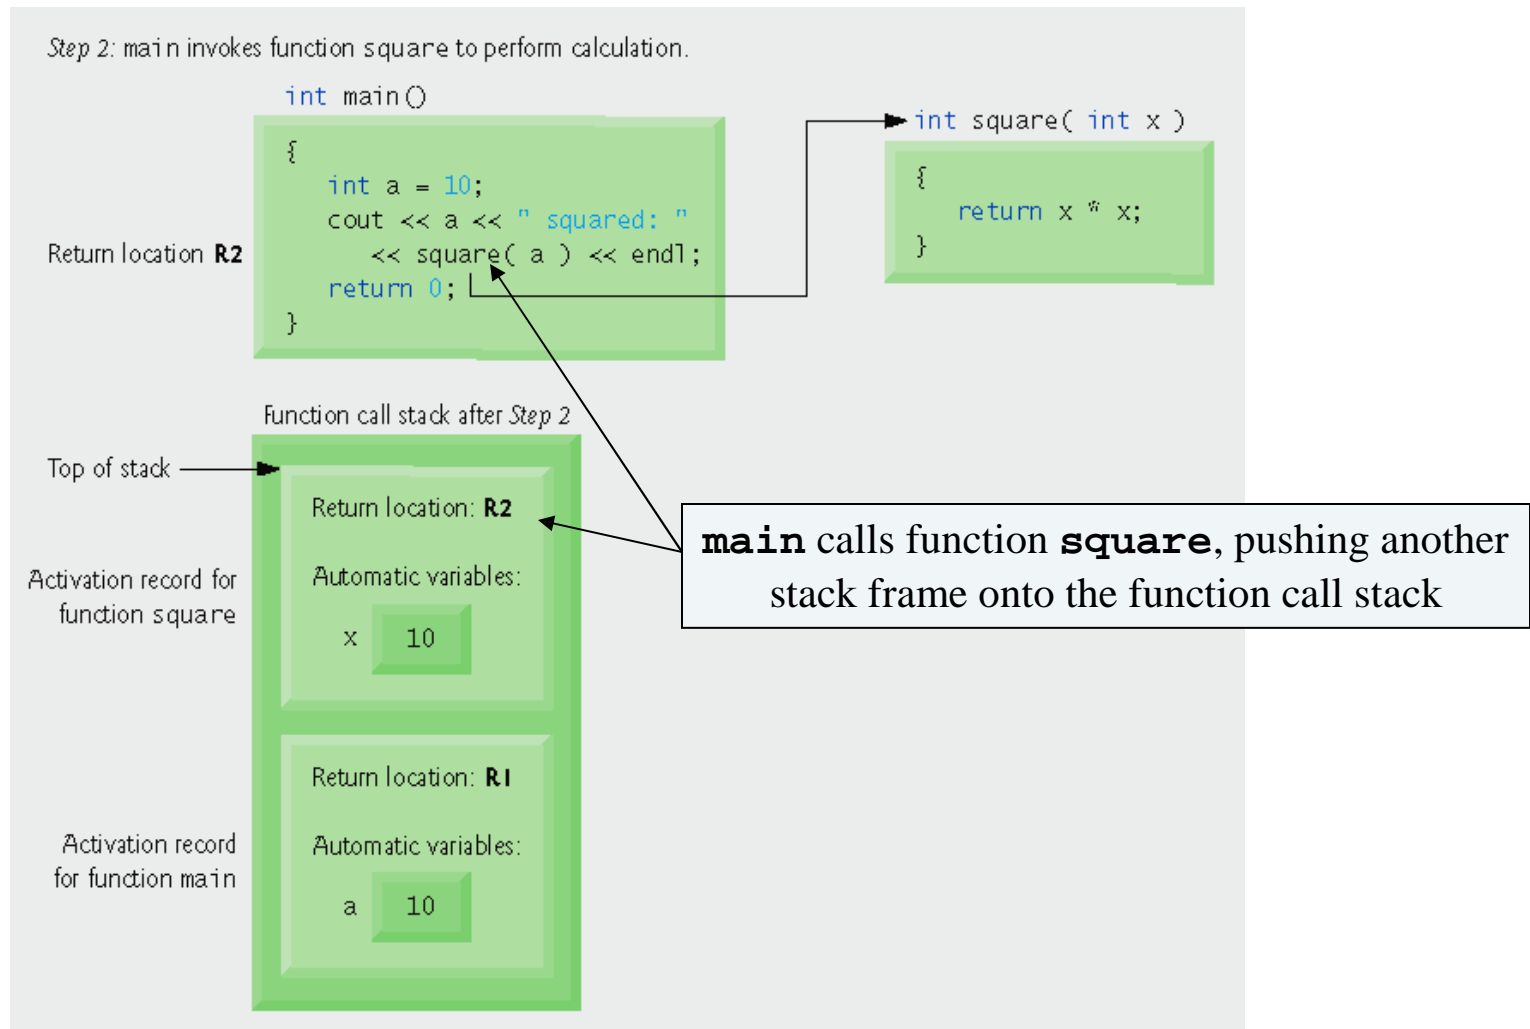 Step 2: main invokes function square to perform calculation.
int main()
{
int a = 10;
cout << a << " squared: "
<< square( a ) << endl;
return 0;
}
Return location R2
int square( int x )
{
return x * x;
}
Function call stack after Step 2
Top of stack
Return location: R2
Activation record for
function square
Automatic variables:
x 10
main calls function square, pushing another
stack frame onto the function call stack
Return location: R1
Activation record
for function main
Automatic variables:
a 10